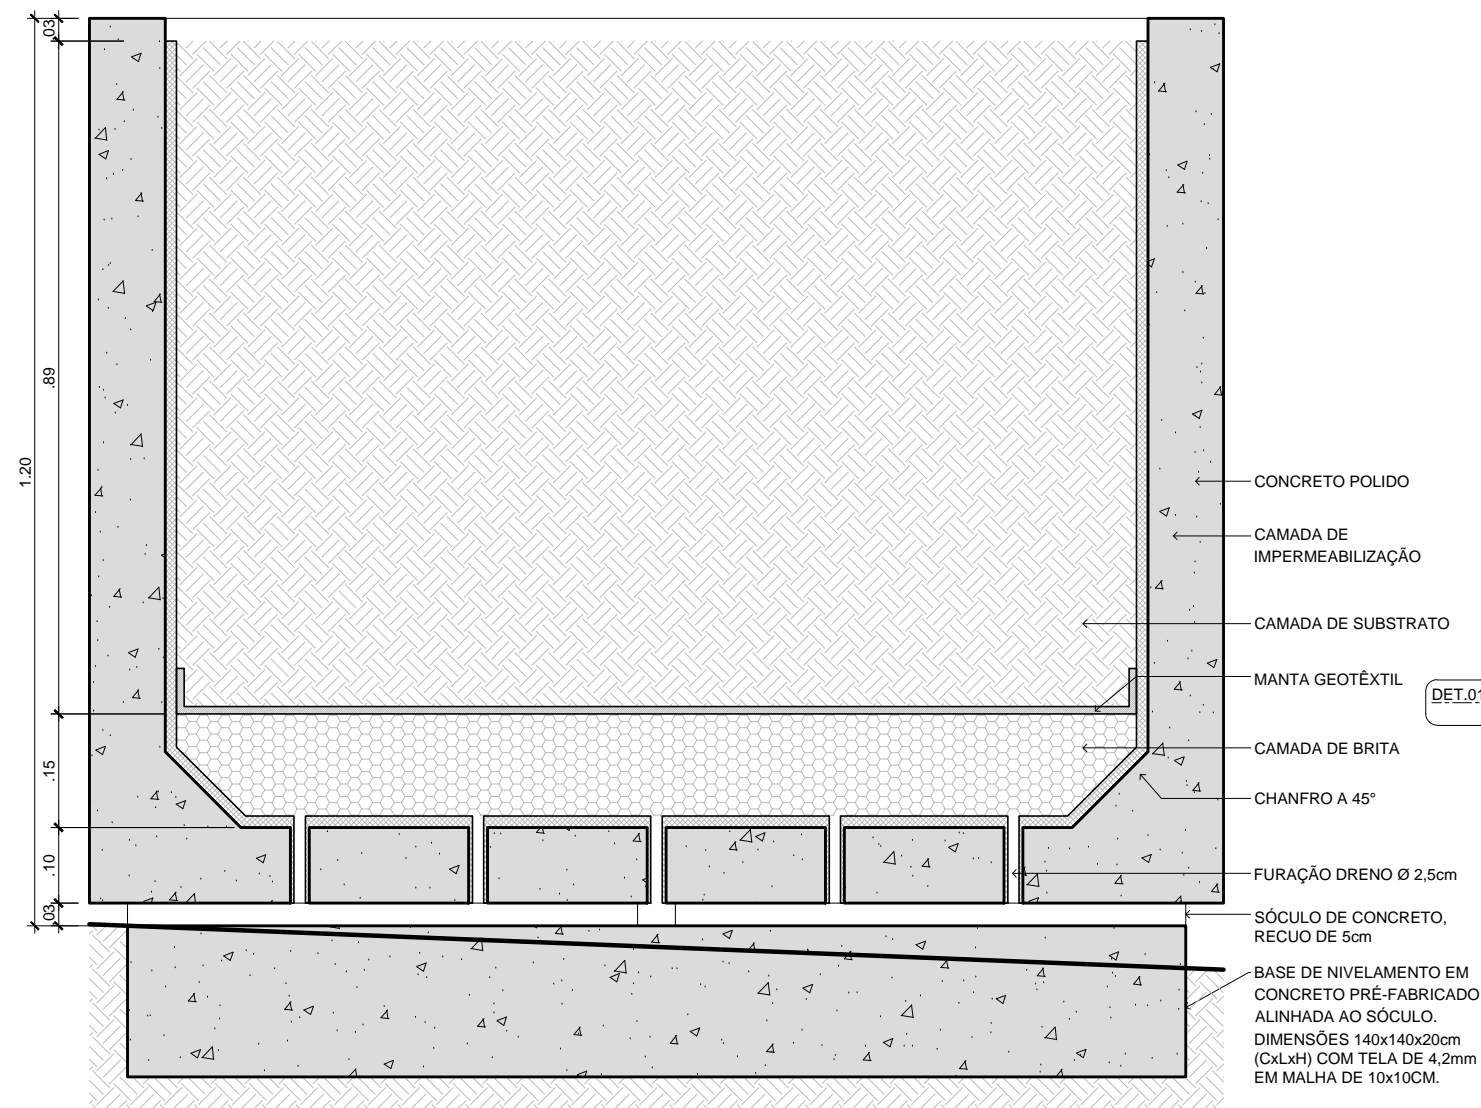 .03
.89
1.20
.15
.10
.03
CONCRETO POLIDO
CAMADA DE
IMPERMEABILIZAÇÃO
CAMADA DE SUBSTRATO
MANTA GEOTÊXTIL
DET.01
CAMADA DE BRITA
CHANFRO A 45°
FURAÇÃO DRENO Ø 2,5cm
SÓCULO DE CONCRETO,
RECUO DE 5cm
BASE DE NIVELAMENTO EM
CONCRETO PRÉ-FABRICADO
ALINHADA AO SÓCULO.
DIMENSÕES 140x140x20cm
(CxLxH) COM TELA DE 4,2mm
EM MALHA DE 10x10CM.